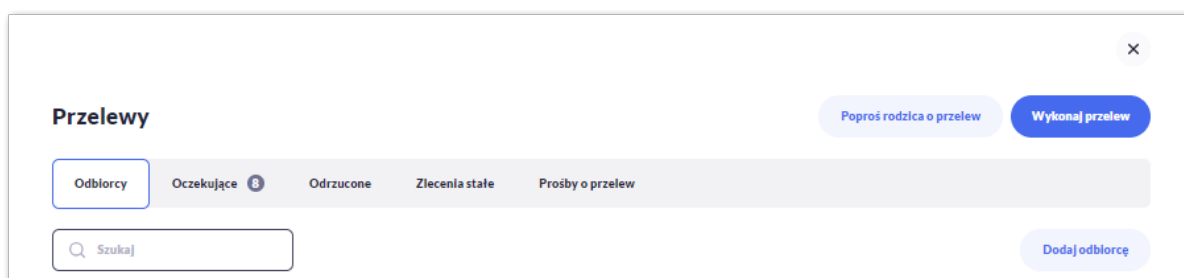 Przelewy
Poproś rodzica o przelew
Wykonaj przelew
Odbiorcy
Oczekujące 8
Odrzucone
Zlecenia stałe
Prośby o przelew
Szukaj
Dodaj odbiorcę